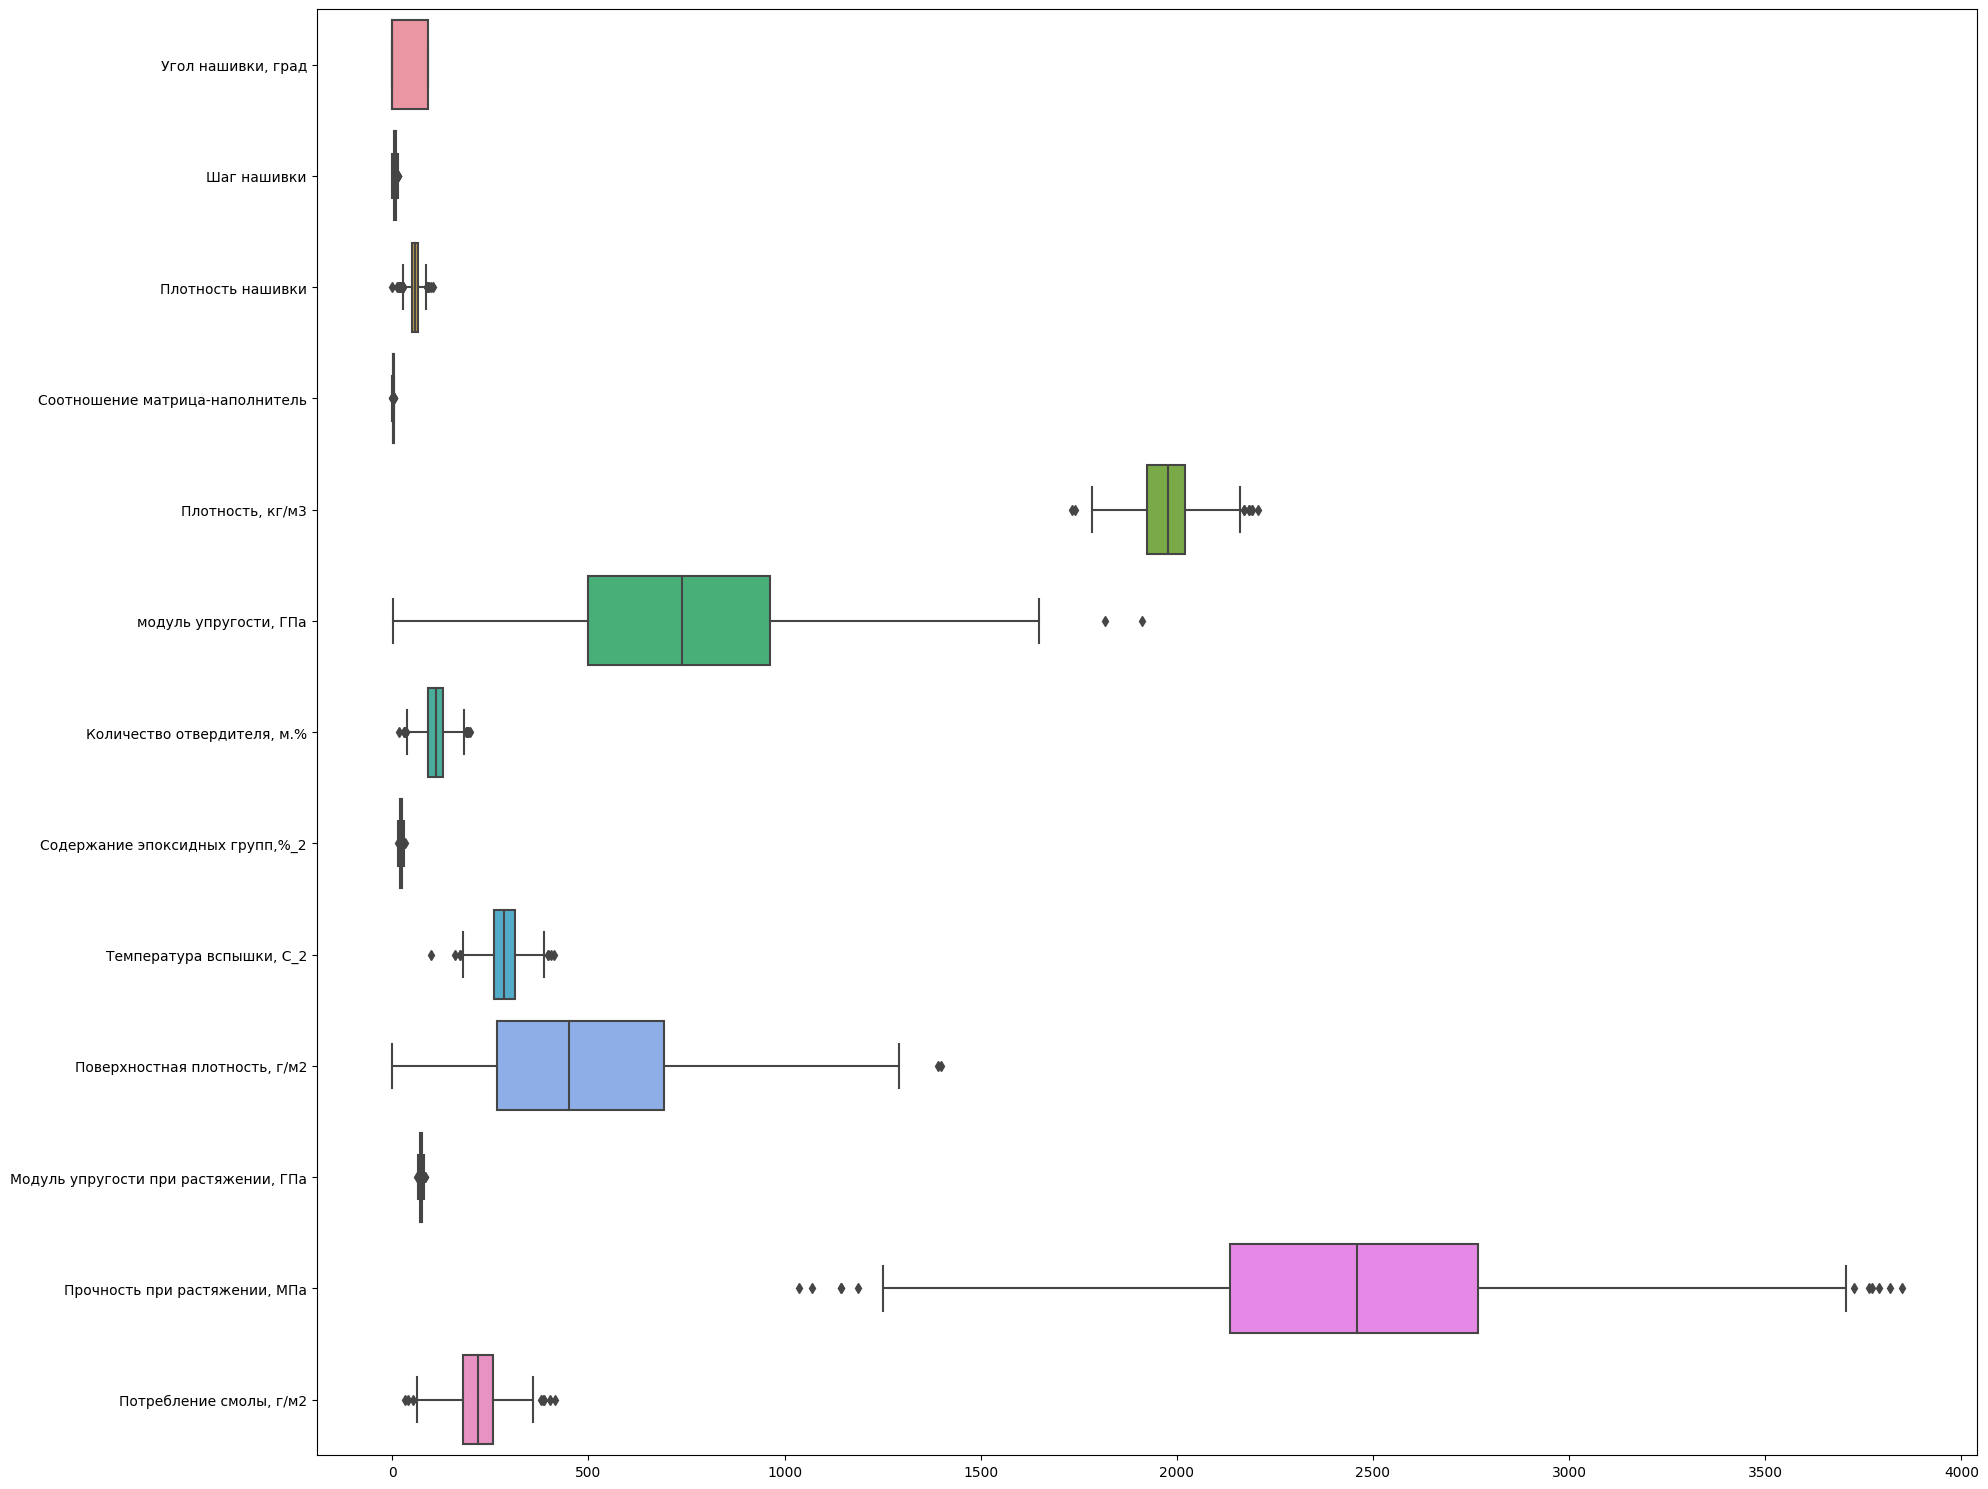 Угол нашивки, град
Шаг нашивки
Плотность нашивки
Соотношение матрица-наполнитель
Плотность, кг/м3
модуль упругости, ГПа
Количество отвердителя, м.%
Содержание эпоксидных групп,%_2
Температура вспышки, С_2
Поверхностная плотность, г/м2
Модуль упругости при растяжении, ГПа
Прочность при растяжении, МПа
Потребление смолы, г/м2
0 500 1000 1500 2000 2500 3000 3500 4000